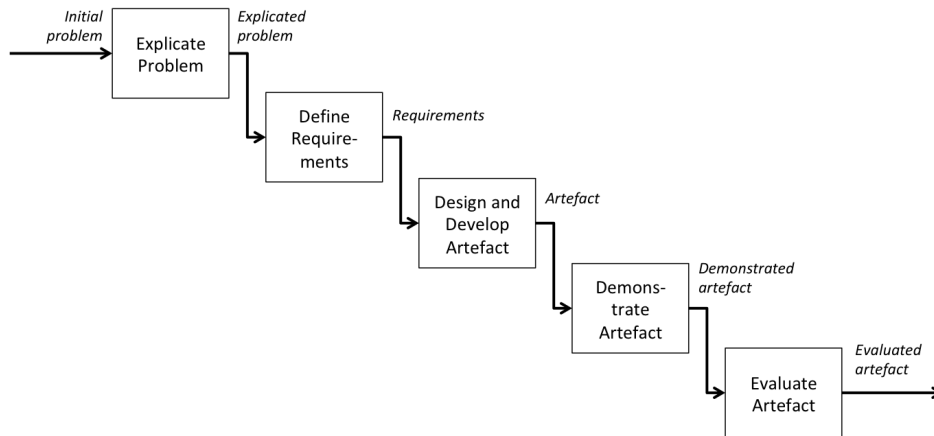 Initial
problem
Explicate
Problem
Explicated
problem
Define
Require-
ments
Requirements
Design and
Develop
Artefact
Artefact
Demons-
trate
Artefact
Demonstrated
artefact
Evaluate
Artefact
Evaluated
artefact